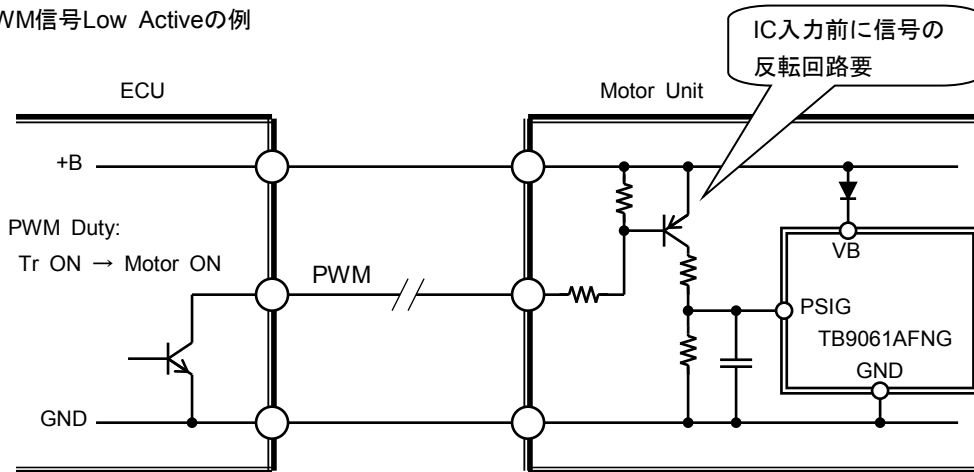 WM信号Low Activeの例
IC入力前に信号の
反転回路要
ECU
Motor Unit
+B
PWM Duty:
Tr ON → Motor ON
PWM
VB
PSIG
TB9061AFNG
GND
GND